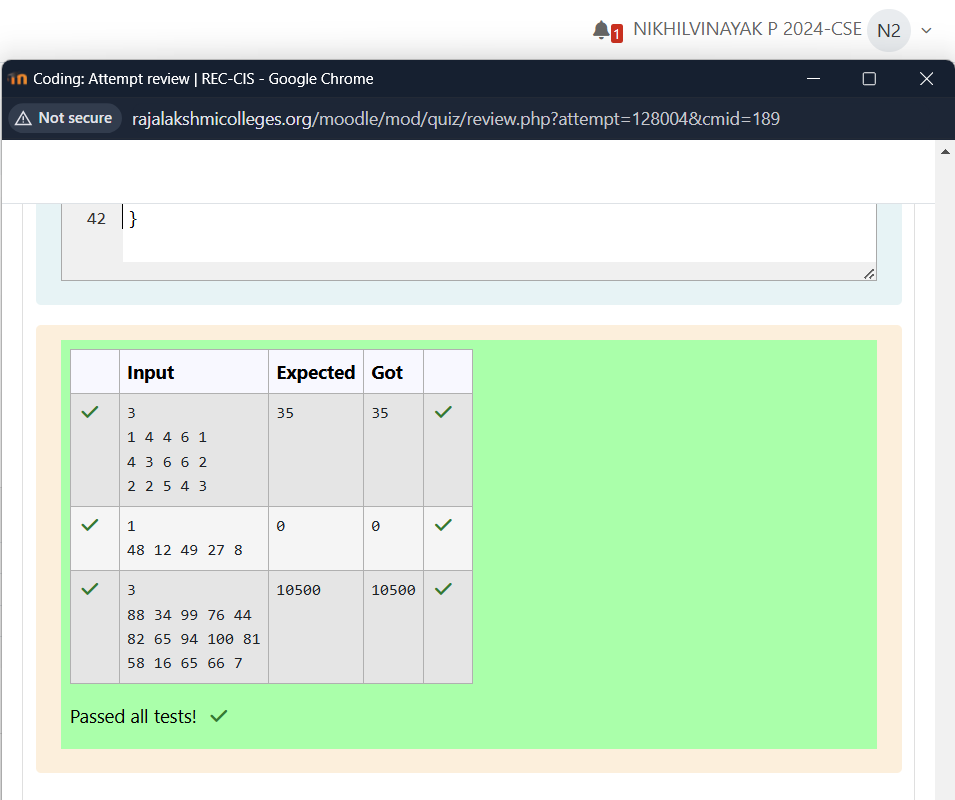 1 NIKHILVINAYAK P 2024-CSE N2
Coding: Attempt review | REC-CIS - Google Chrome
Not secure rajalakshmicolleges.org/moodle/mod/quiz/review.php?attempt=128004&cmid=189
42 }
Input Expected Got
3 35 35
1 4 4 6 1
4 3 6 6 2
2 2 5 4 3
1 0 0
48 12 49 27 8
3 10500 10500
88 34 99 76 44
82 65 94 100 81
58 16 65 66 7
Passed all tests!